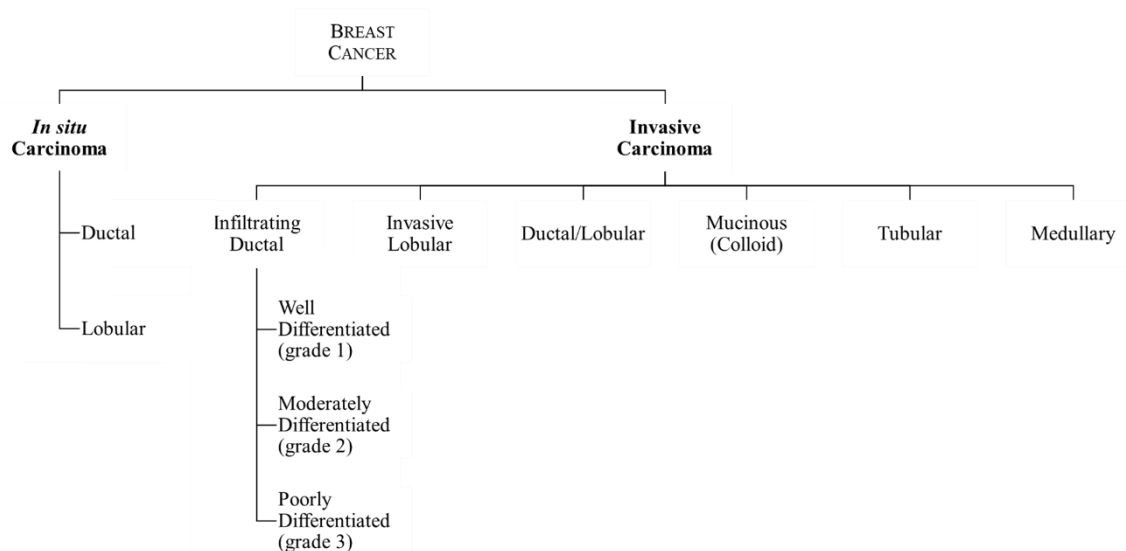 BREAST
CANCER
In situ
Carcinoma
Invasive
Carcinoma
Ductal
Lobular
Infiltrating
Ductal
Invasive
Lobular
Ductal/Lobular
Mucinous
(Colloid)
Tubular
Medullary
Well
Differentiated
(grade 1)
Moderately
Differentiated
(grade 2)
Poorly
Differentiated
(grade 3)